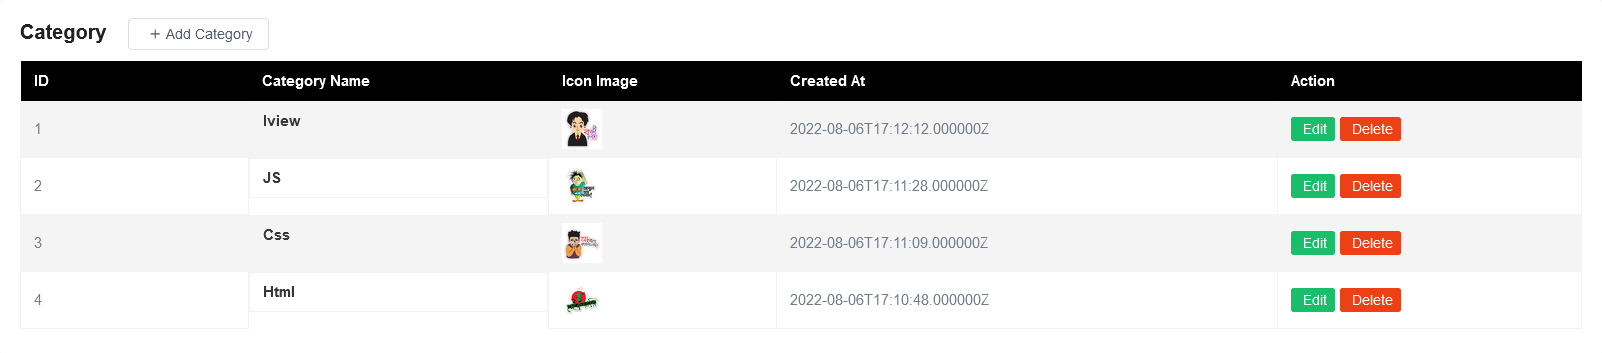 Category + Add Category
ID Category Name Icon Image Created At Action
1 Iview 2022-08-06T17:12:12.000000Z Edit Delete
2 JS 2022-08-06T17:11:28.000000Z Edit Delete
3 Css 2022-08-06T17:11:09.000000Z Edit Delete
4 Html 2022-08-06T17:10:48.000000Z Edit Delete